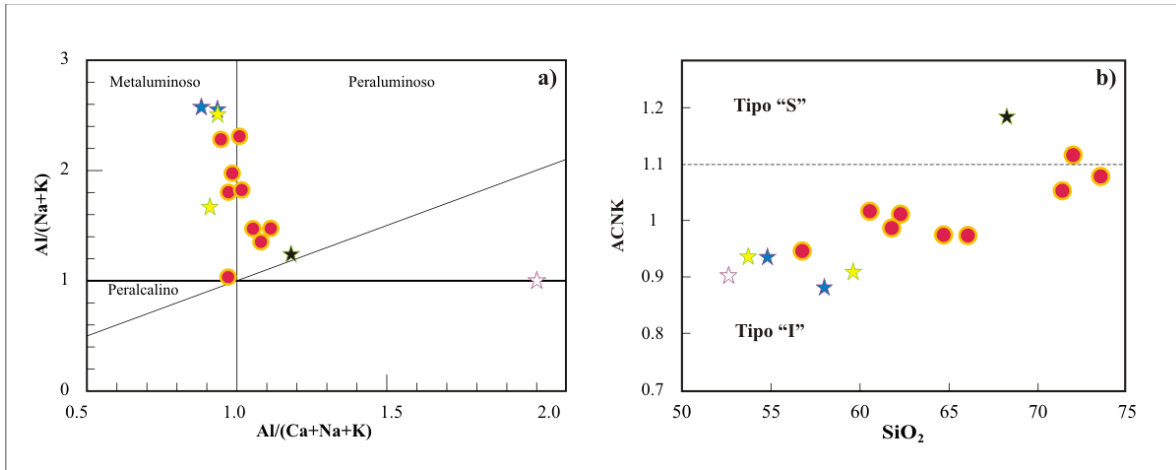 3
a)
Metaluminoso
Peraluminoso
2
Al/(Na+K)
1
Peralcalino
0
0.5
1.0
1.5
2.0
Al/(Ca+Na+K)
b)
Tipo “S”
1.2
1.1
ACNK
1
0.9
Tipo “I”
0.8
0.7
50
55
60
65
70
75
SiO₂